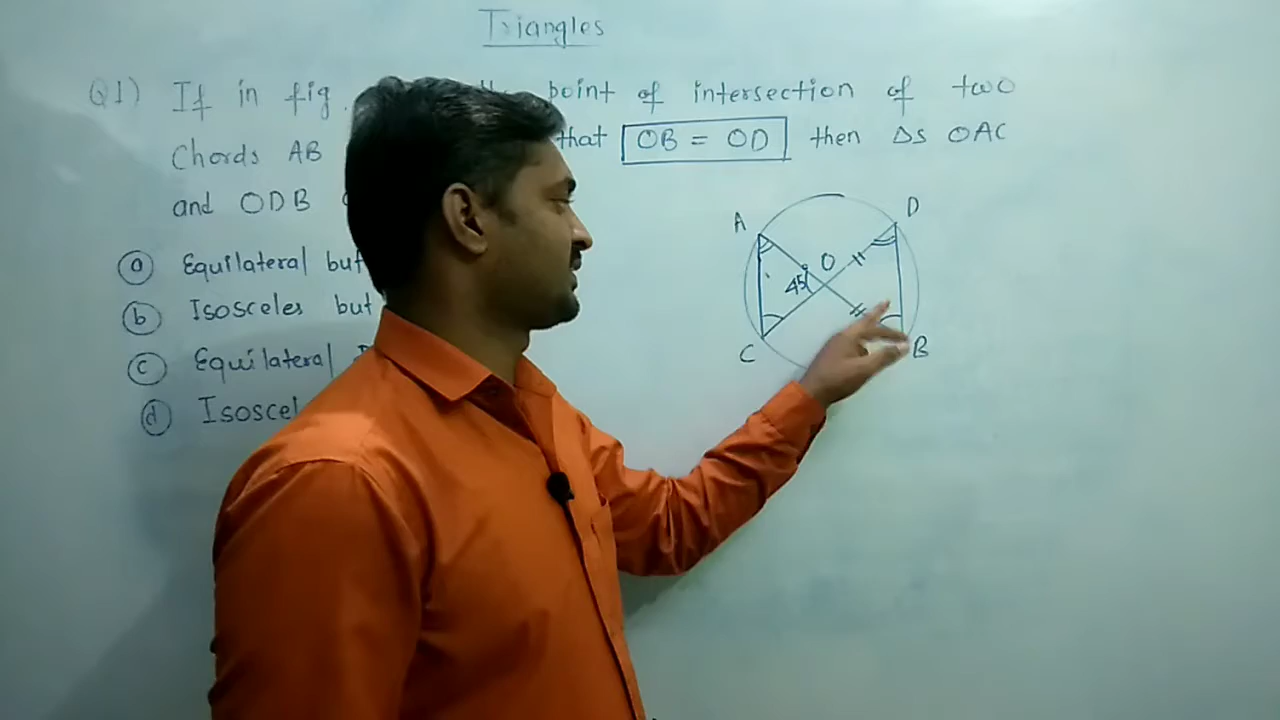 Triangles
Q1) If in fig. point of intersection of two
Chords AB that OB = OD then Δs OAC
and ODB
(a) Equilateral but
(b) Isosceles but
(c) Equilateral
(d)
A
D
O
45
C
B